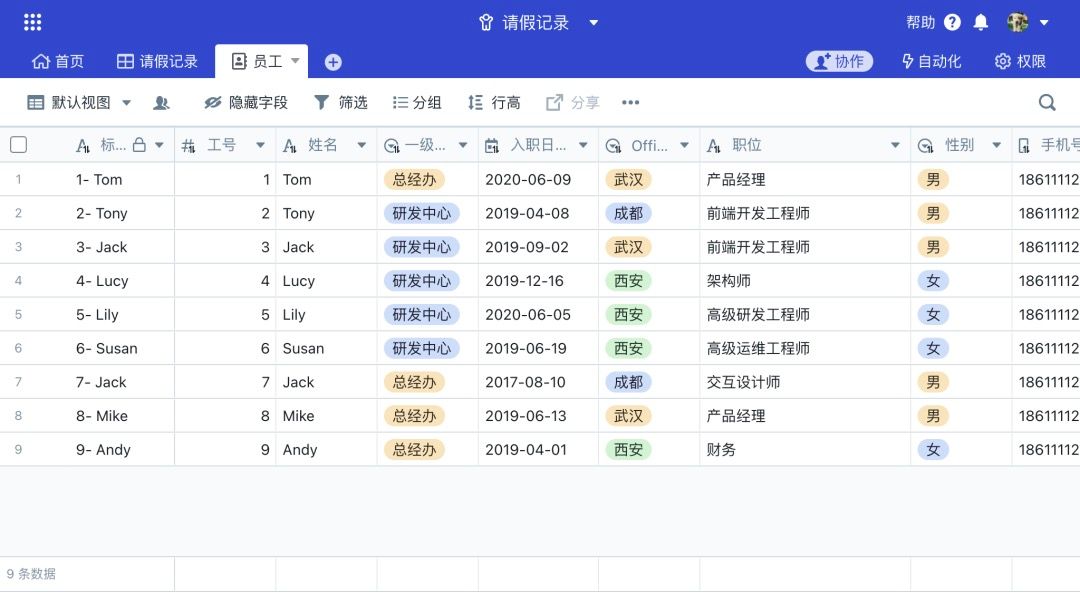 请假记录
帮助
首页 请假记录 员工 协作 自动化 权限
默认视图 隐藏字段 筛选 分组 行高 分享
标... 工号 姓名 一级... 入职日... Offi... 职位 性别 手机号
1 1- Tom 1 Tom 总经办 2020-06-09 武汉 产品经理 男 18611112
2 2- Tony 2 Tony 研发中心 2019-04-08 成都 前端开发工程师 男 18611112
3 3- Jack 3 Jack 研发中心 2019-09-02 武汉 前端开发工程师 男 18611112
4 4- Lucy 4 Lucy 研发中心 2019-12-16 西安 架构师 女 18611112
5 5- Lily 5 Lily 研发中心 2020-06-05 西安 高级研发工程师 女 18611112
6 6- Susan 6 Susan 研发中心 2019-06-19 西安 高级运维工程师 女 18611112
7 7- Jack 7 Jack 总经办 2017-08-10 成都 交互设计师 男 18611112
8 8- Mike 8 Mike 总经办 2019-06-13 武汉 产品经理 男 18611112
9 9- Andy 9 Andy 总经办 2019-04-01 西安 财务 女 18611112
9 条数据